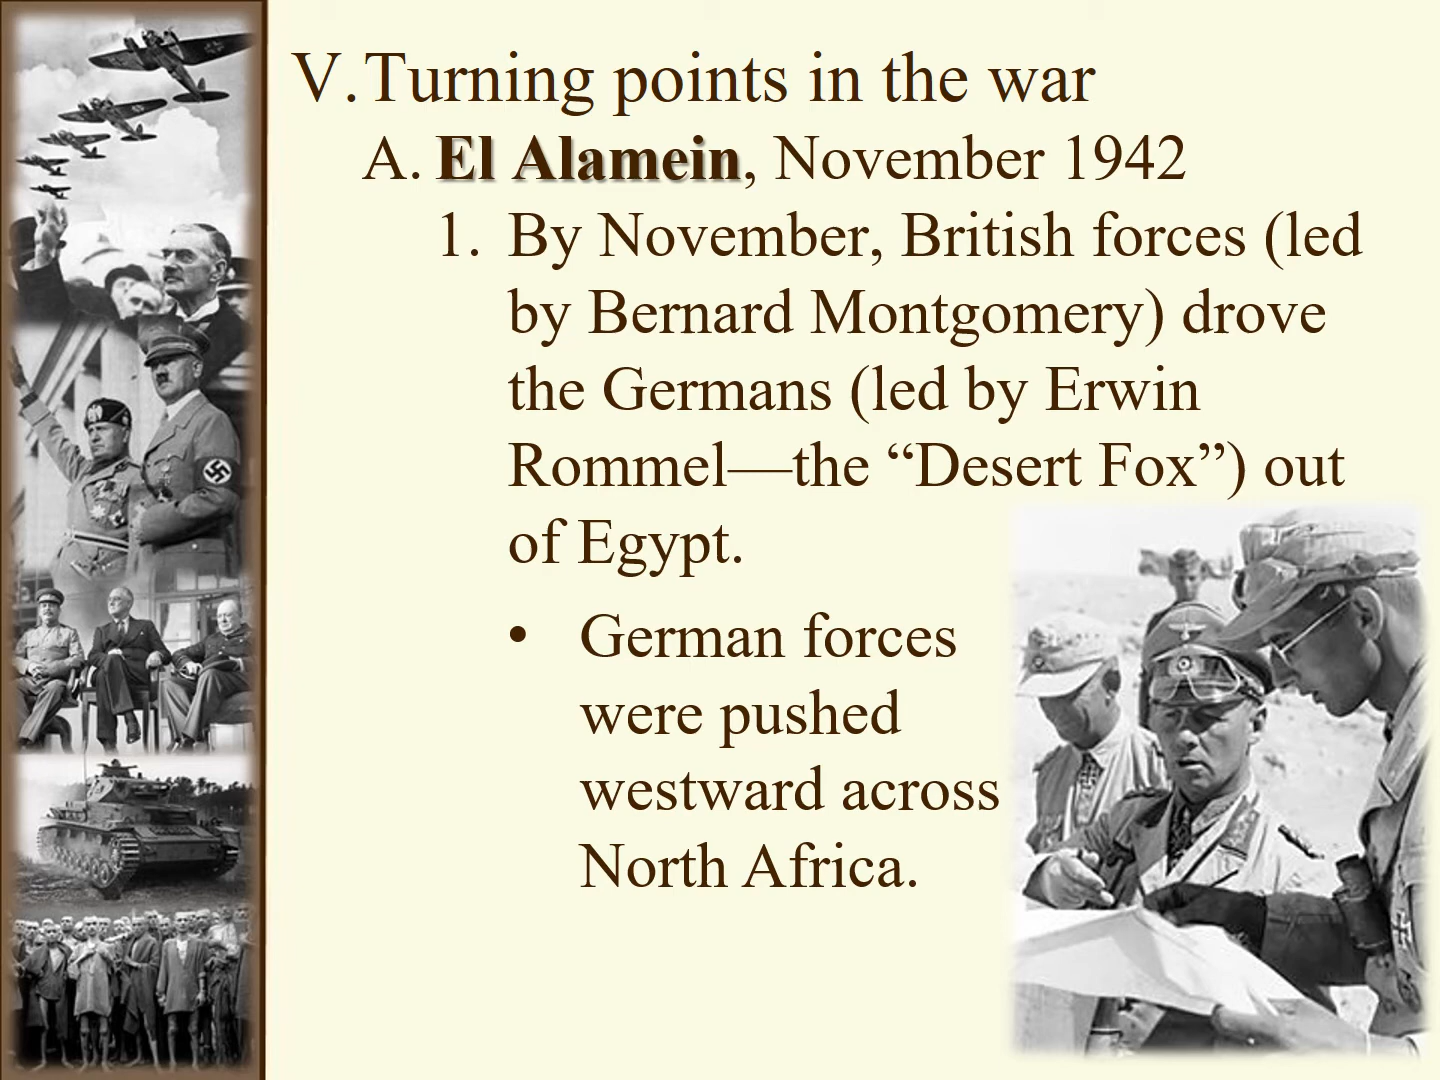 V. Turning points in the war
A. El Alamein, November 1942
1. By November, British forces (led
by Bernard Montgomery) drove
the Germans (led by Erwin
Rommel—the “Desert Fox”) out
of Egypt.
• German forces
were pushed
westward across
North Africa.